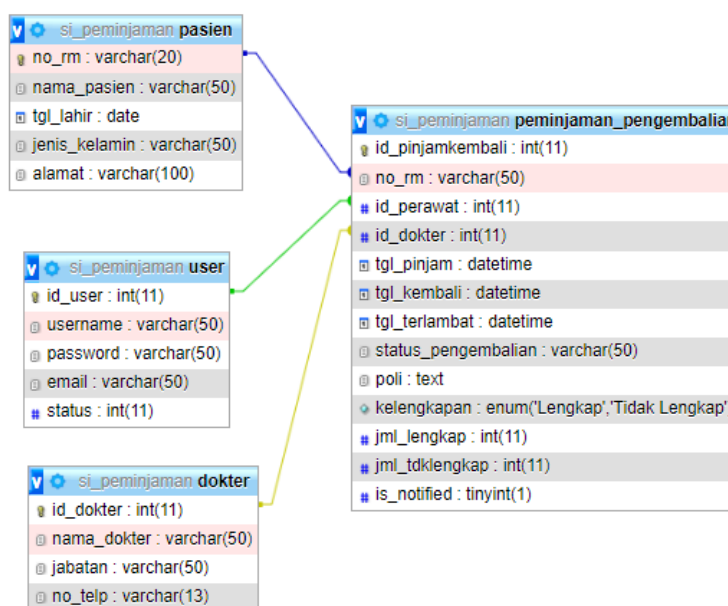 si_peminjaman pasien
no_rm : varchar(20)
nama_pasien : varchar(50)
tgl_lahir : date
jenis_kelamin : varchar(50)
alamat : varchar(100)
si_peminjaman user
id_user : int(11)
username : varchar(50)
password : varchar(50)
email : varchar(50)
status : int(11)
si_peminjaman dokter
id_dokter : int(11)
nama_dokter : varchar(50)
jabatan : varchar(50)
no_telp : varchar(13)
si_peminjaman peminjaman_pengembalian
id_pinjamkembali : int(11)
no_rm : varchar(50)
id_perawat : int(11)
id_dokter : int(11)
tgl_pinjam : datetime
tgl_kembali : datetime
tgl_terlambat : datetime
status_pengembalian : varchar(50)
poli : text
kelengkapan : enum('Lengkap','Tidak Lengkap'
jml_lengkap : int(11)
jml_tdklengkap : int(11)
is_notified : tinyint(1)